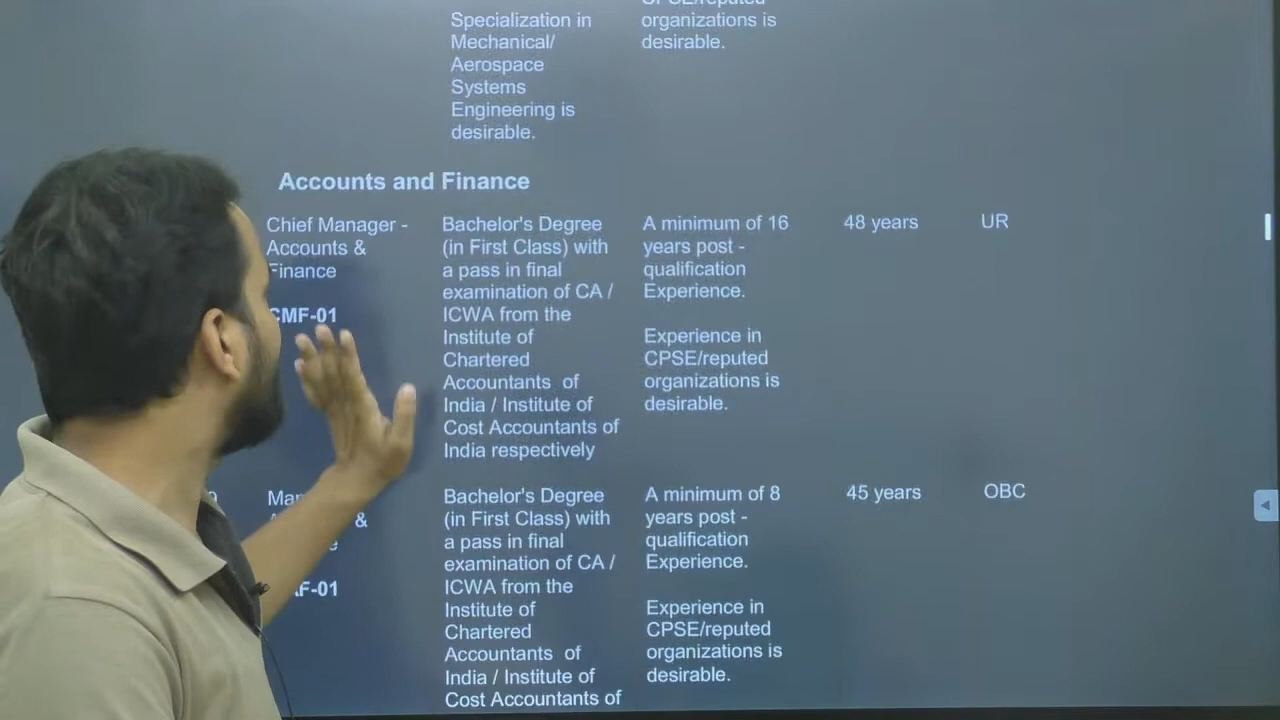 Specialization in
Mechanical/
Aerospace
Systems
Engineering is
desirable.
organizations is
desirable.
Accounts and Finance
Chief Manager -
Accounts &
Finance
CMF-01
Bachelor's Degree
(in First Class) with
a pass in final
examination of CA /
ICWA from the
Institute of
Chartered
Accountants of
India / Institute of
Cost Accountants of
India respectively
A minimum of 16
years post -
qualification
Experience.
Experience in
CPSE/reputed
organizations is
desirable.
48 years
UR
&
Bachelor's Degree
(in First Class) with
a pass in final
examination of CA /
ICWA from the
Institute of
Chartered
Accountants of
India / Institute of
Cost Accountants of
A minimum of 8
years post -
qualification
Experience.
Experience in
CPSE/reputed
organizations is
desirable.
45 years
OBC